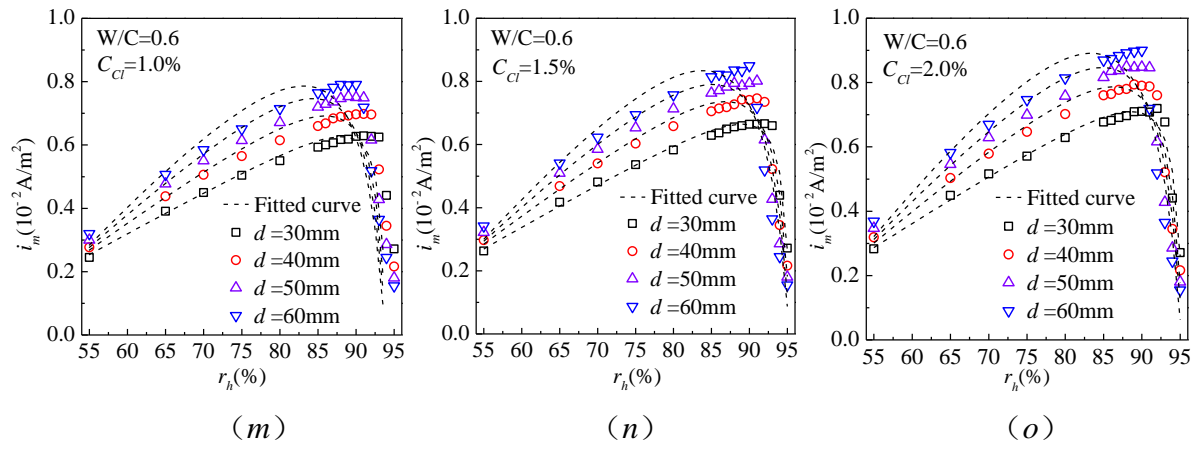 1.0
0.8
0.6
0.4
0.2
0.0
i_m(10⁻² A/m²)
W/C=0.6
C_Cl=1.0%
Fitted curve
d =30mm
d =40mm
d =50mm
d =60mm
55 60 65 70 75 80 85 90 95
r_h(%)
（m）
1.0
0.8
0.6
0.4
0.2
0.0
i_m(10⁻² A/m²)
W/C=0.6
C_Cl=1.5%
Fitted curve
d =30mm
d =40mm
d =50mm
d =60mm
55 60 65 70 75 80 85 90 95
r_h(%)
（n）
1.0
0.8
0.6
0.4
0.2
0.0
i_m(10⁻² A/m²)
W/C=0.6
C_Cl=2.0%
Fitted curve
d =30mm
d =40mm
d =50mm
d =60mm
55 60 65 70 75 80 85 90 95
r_h(%)
（o）